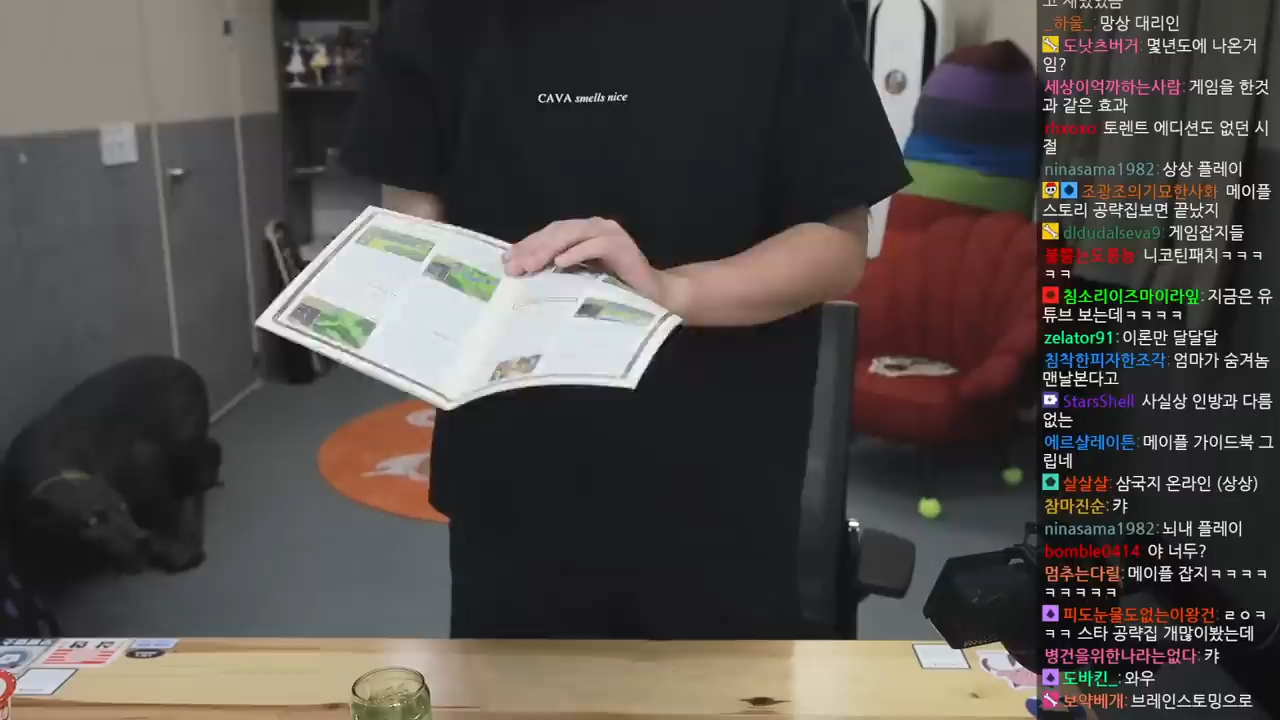 CAVA smells nice
_하울_: 망상 대리인
도낫츠버거: 몇년도에 나온거
임?
세상이억까하는사람: 게임을 한것
과 같은 효과
rhxoxo 토렌트 에디션도 없던 시
절
ninasama1982: 상상 플레이
조광조의기묘한사화 메이플
스토리 공략집보면 끝났지
dldudalseva9: 게임잡지들
불뿜는도롱뇽 니코틴패치ㅋㅋㅋ
ㅋㅋ
침소리이즈마이라잎: 지금은 유
튜브 보는데ㅋㅋㅋㅋ
zelator91: 이론만 달달달
침착한피자한조각: 엄마가 숨겨놈
맨날본다고
StarsShell 사실상 인방과 다름
없는
에르샬레이튼: 메이플 가이드북 그
립네
살살살: 삼국지 온라인 (상상)
참마진순: 캬
ninasama1982: 뇌내 플레이
bomble0414 야 너두?
멈추는다릴: 메이플 잡지ㅋㅋㅋㅋ
ㅋㅋㅋㅋㅋ
피도눈물도없는이왕건: ㄹㅇㅋ
ㅋㅋ 스타 공략집 개많이봤는데
병건을위한나라는없다: 캬
도바킨_: 와우
보약베개: 브레인스토밍으로